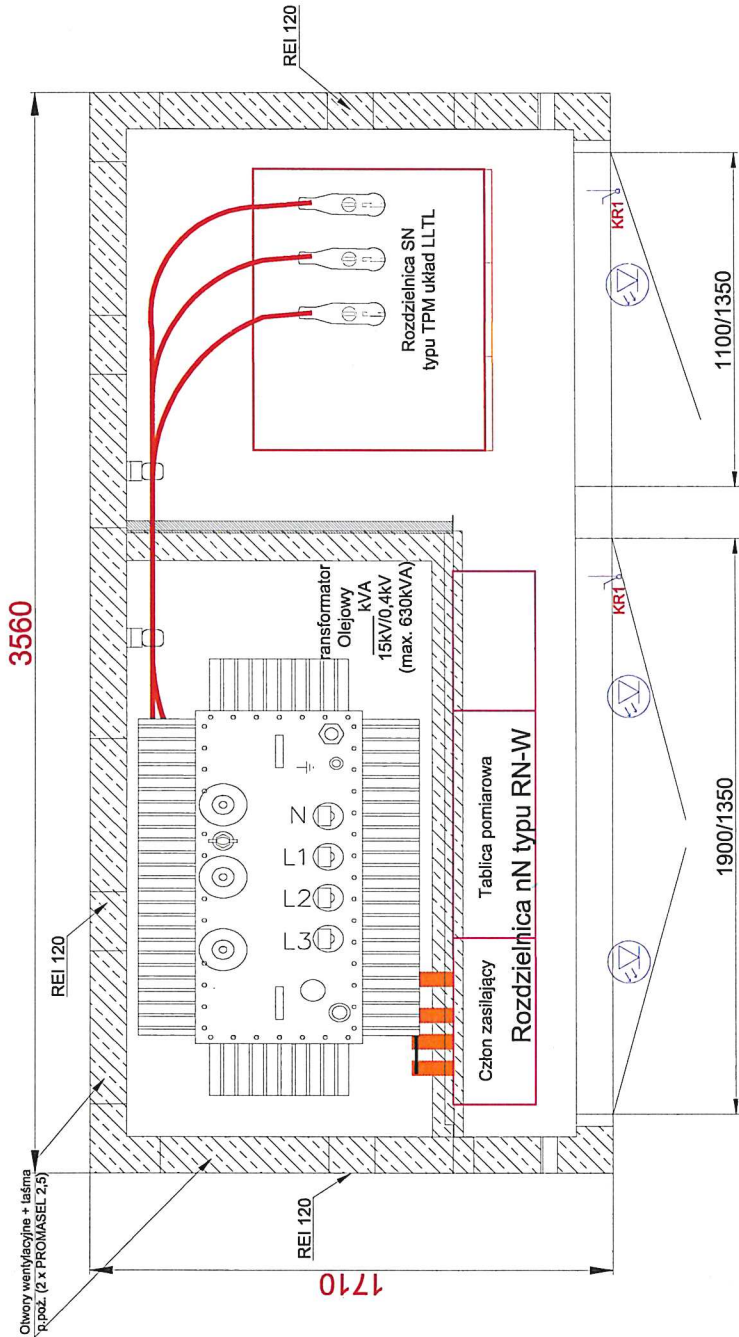 3560
1710
Otwory wentylacyjne + taśma
p.poż. (2 x PROMASEL 2,5)
REI 120
REI 120
REI 120
ransformator
Olejowy
kVA
15kV/0,4kV
(max. 630kVA)
N
L1
L2
L3
Rozdzielnica SN
typu TPM układ LLTL
Człon zasilający
Tablica pomiarowa
Rozdzielnica nN typu RN-W
KR1
KR1
1900/1350
1100/1350